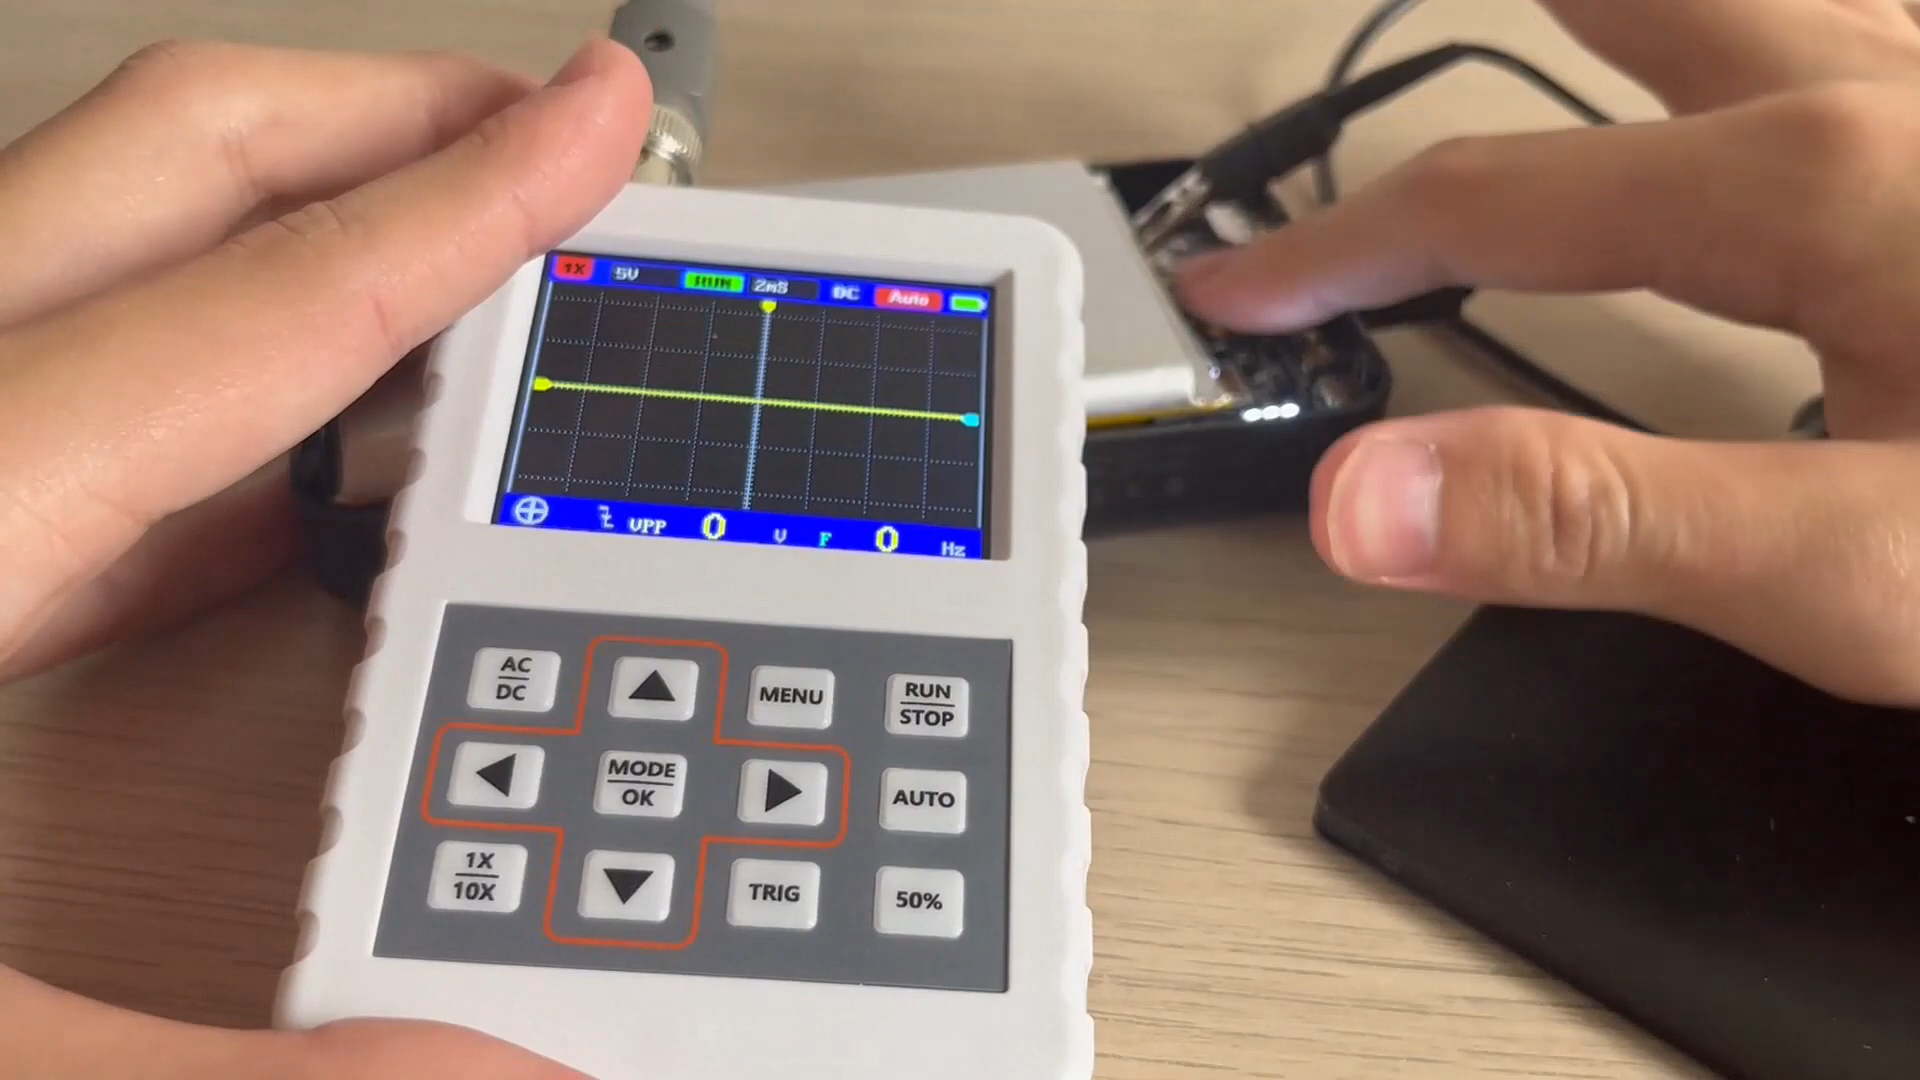 1X 5V RUN 2mS DC Auto
VPP 0 V F 0 Hz
AC
DC
MENU
RUN
STOP
MODE
OK
AUTO
1X
10X
TRIG
50%